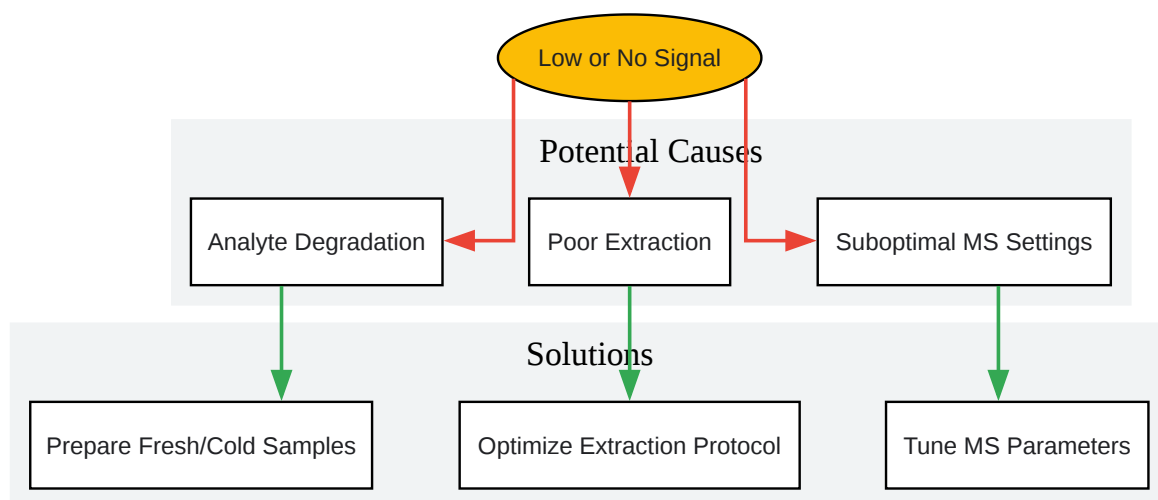 Low or No Signal
Potential Causes
Analyte Degradation
Poor Extraction
Suboptimal MS Settings
Solutions
Prepare Fresh/Cold Samples
Optimize Extraction Protocol
Tune MS Parameters